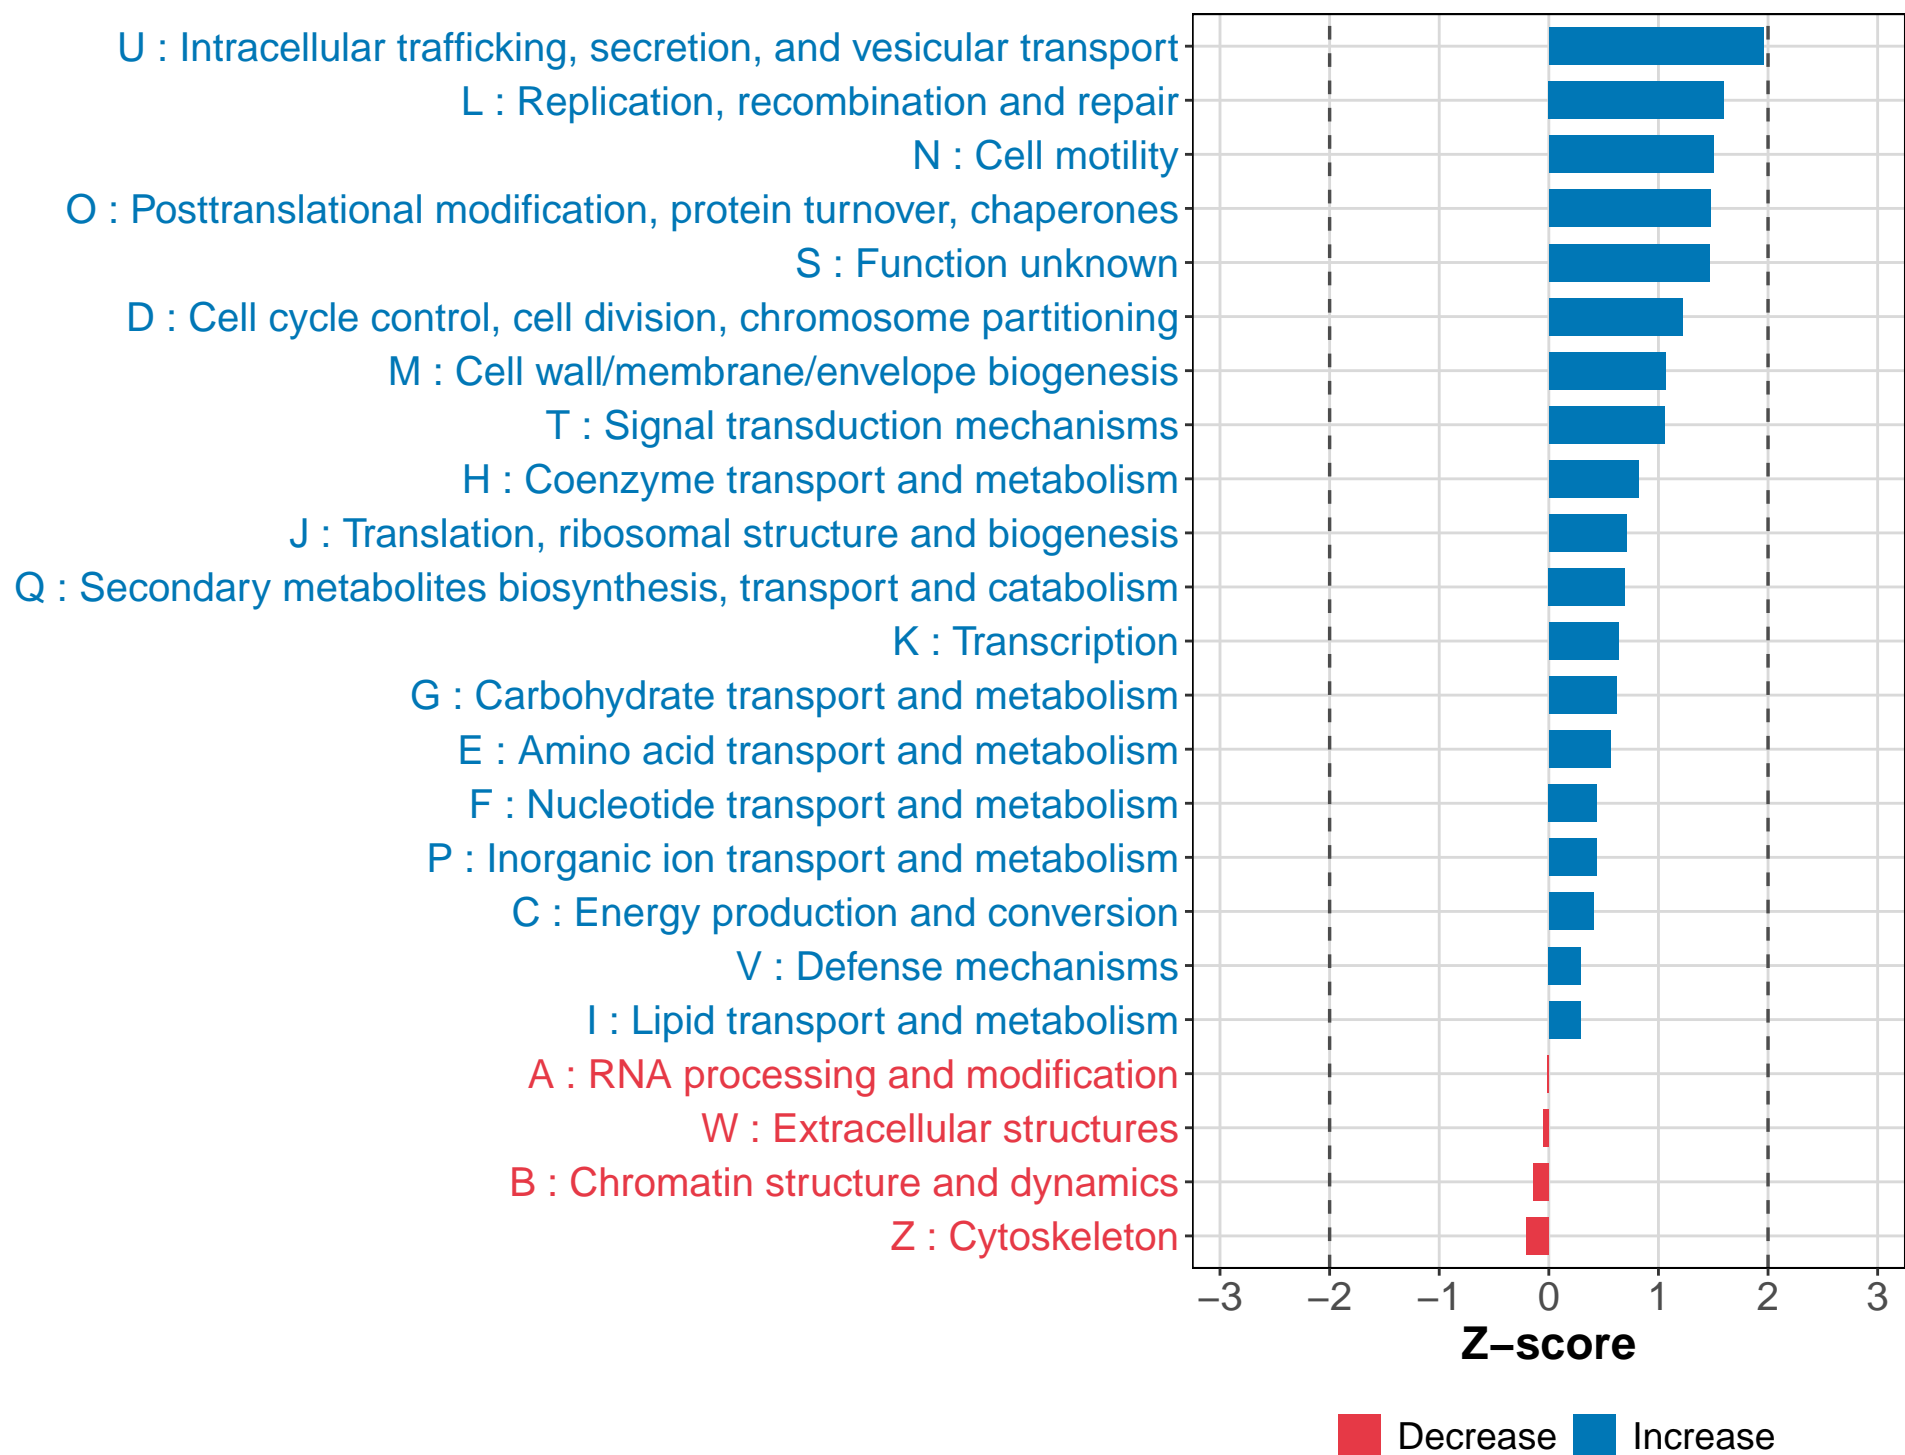 U : Intracellular trafficking, secretion, and vesicular transport
L : Replication, recombination and repair
N : Cell motility
O : Posttranslational modification, protein turnover, chaperones
S : Function unknown
D : Cell cycle control, cell division, chromosome partitioning
M : Cell wall/membrane/envelope biogenesis
T : Signal transduction mechanisms
H : Coenzyme transport and metabolism
J : Translation, ribosomal structure and biogenesis
Q : Secondary metabolites biosynthesis, transport and catabolism
K : Transcription
G : Carbohydrate transport and metabolism
E : Amino acid transport and metabolism
F : Nucleotide transport and metabolism
P : Inorganic ion transport and metabolism
C : Energy production and conversion
V : Defense mechanisms
I : Lipid transport and metabolism
A : RNA processing and modification
W : Extracellular structures
B : Chromatin structure and dynamics
Z : Cytoskeleton
−3 −2 −1 0 1 2 3
Z−score
Decrease Increase